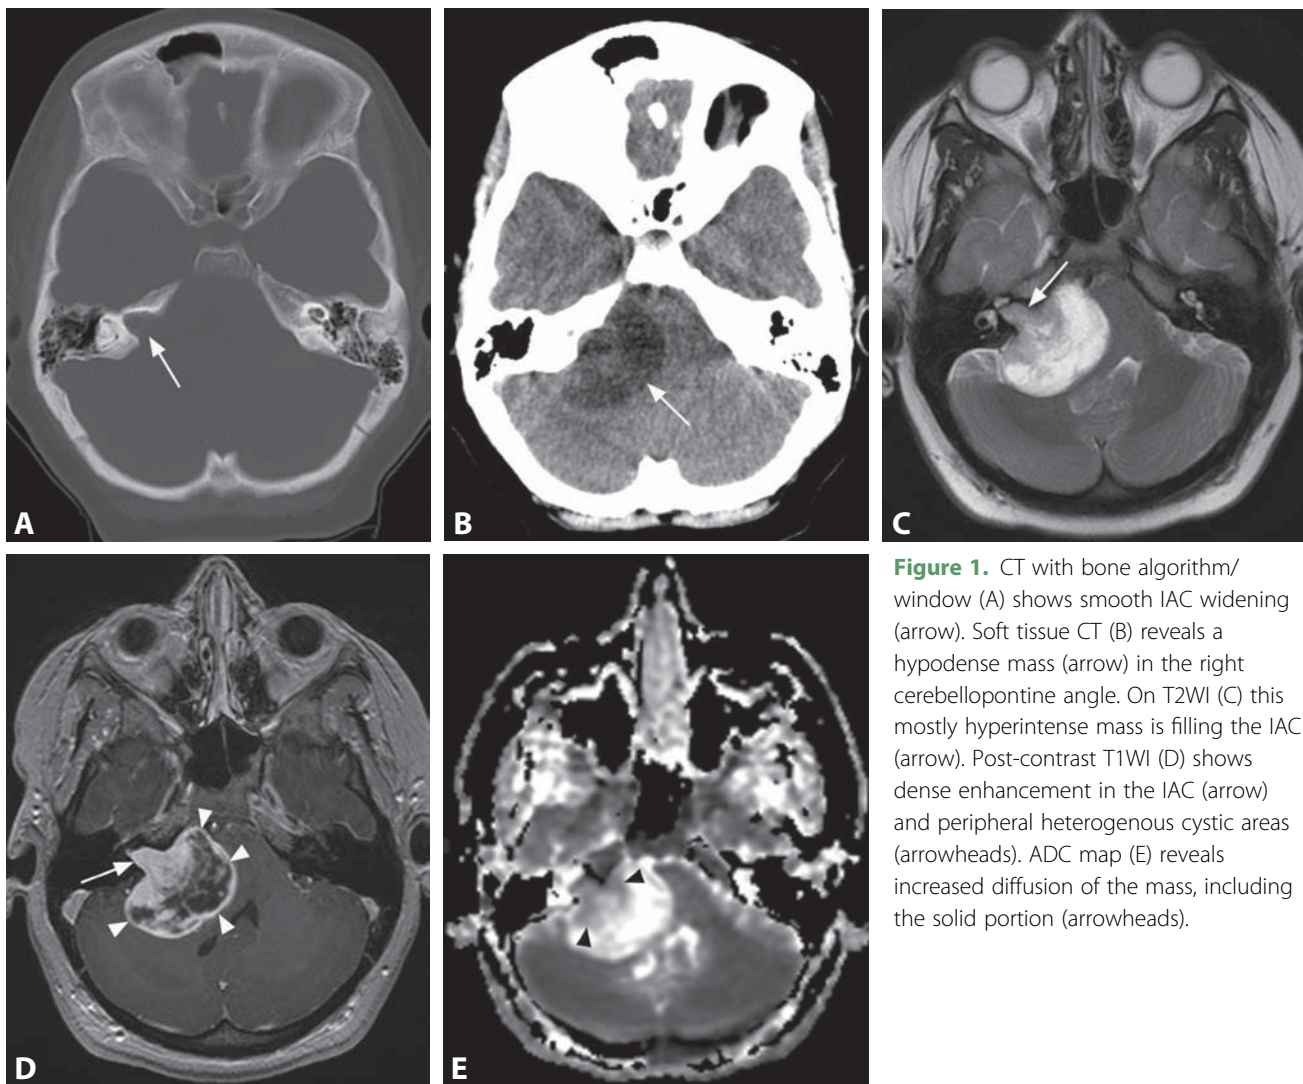 A
B
C
D
E
Figure 1. CT with bone algorithm/
window (A) shows smooth IAC widening
(arrow). Soft tissue CT (B) reveals a
hypodense mass (arrow) in the right
cerebellopontine angle. On T2WI (C) this
mostly hyperintense mass is filling the IAC
(arrow). Post-contrast T1WI (D) shows
dense enhancement in the IAC (arrow)
and peripheral heterogenous cystic areas
(arrowheads). ADC map (E) reveals
increased diffusion of the mass, including
the solid portion (arrowheads).